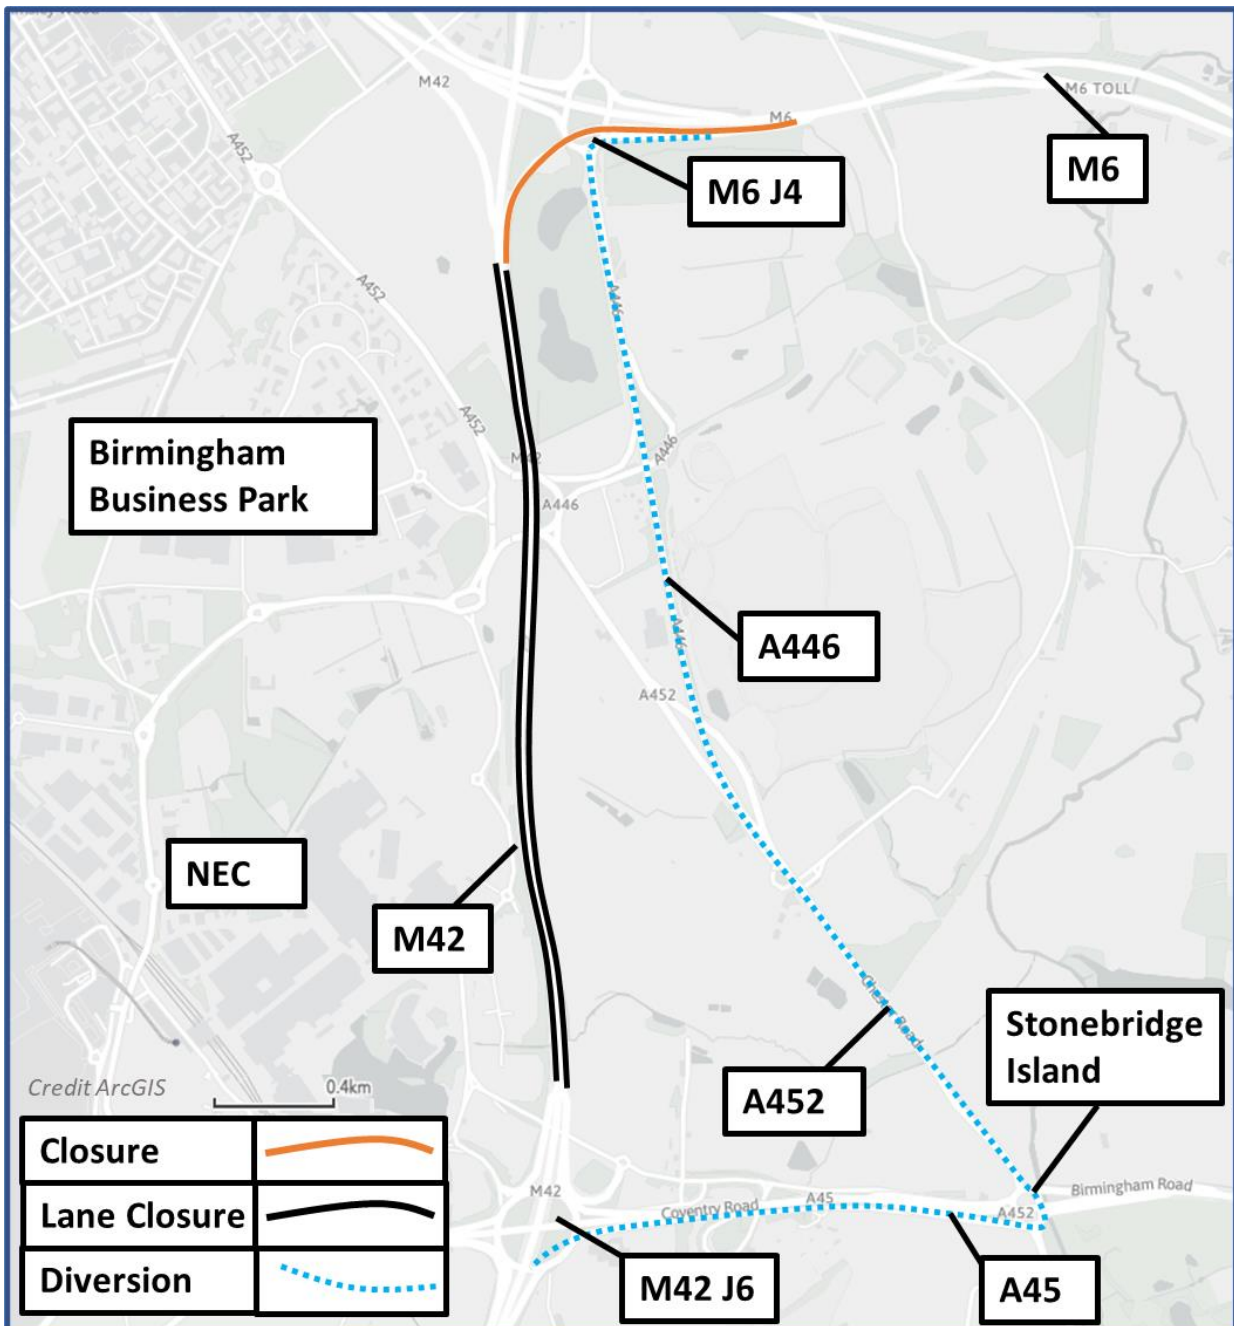 M42
M6 TOLL
M6
A452
M6
M6 J4
A452
A446
A452
Birmingham
Business Park
M42
A446
A446
A446
A446
A452
NEC
M42
Chester Road
Stonebridge
Island
A452
Credit ArcGIS
0.4km
Closure
Lane Closure
Diversion
M42
Coventry Road
A45
A452
Birmingham Road
M42 J6
A45